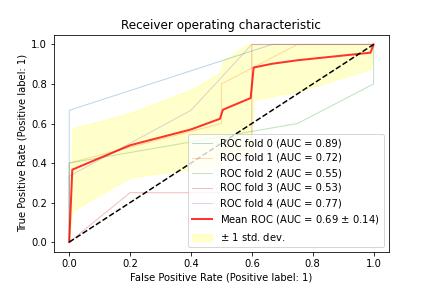 Receiver operating characteristic
True Positive Rate (Positive label: 1)
1.0
0.8
0.6
0.4
0.2
0.0
ROC fold 0 (AUC = 0.89)
ROC fold 1 (AUC = 0.72)
ROC fold 2 (AUC = 0.55)
ROC fold 3 (AUC = 0.53)
ROC fold 4 (AUC = 0.77)
Mean ROC (AUC = 0.69 ± 0.14)
± 1 std. dev.
0.0 0.2 0.4 0.6 0.8 1.0
False Positive Rate (Positive label: 1)